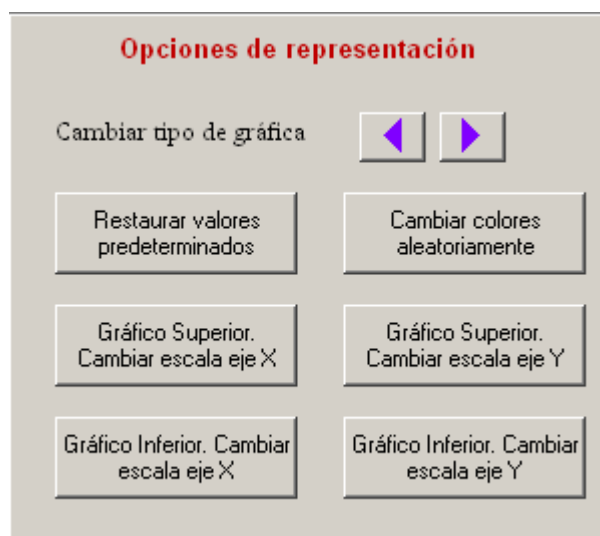 Opciones de representación
Cambiar tipo de gráfica
Restaurar valores
predeterminados
Cambiar colores
aleatoriamente
Gráfico Superior.
Cambiar escala eje X
Gráfico Superior.
Cambiar escala eje Y
Gráfico Inferior. Cambiar
escala eje X
Gráfico Inferior. Cambiar
escala eje Y